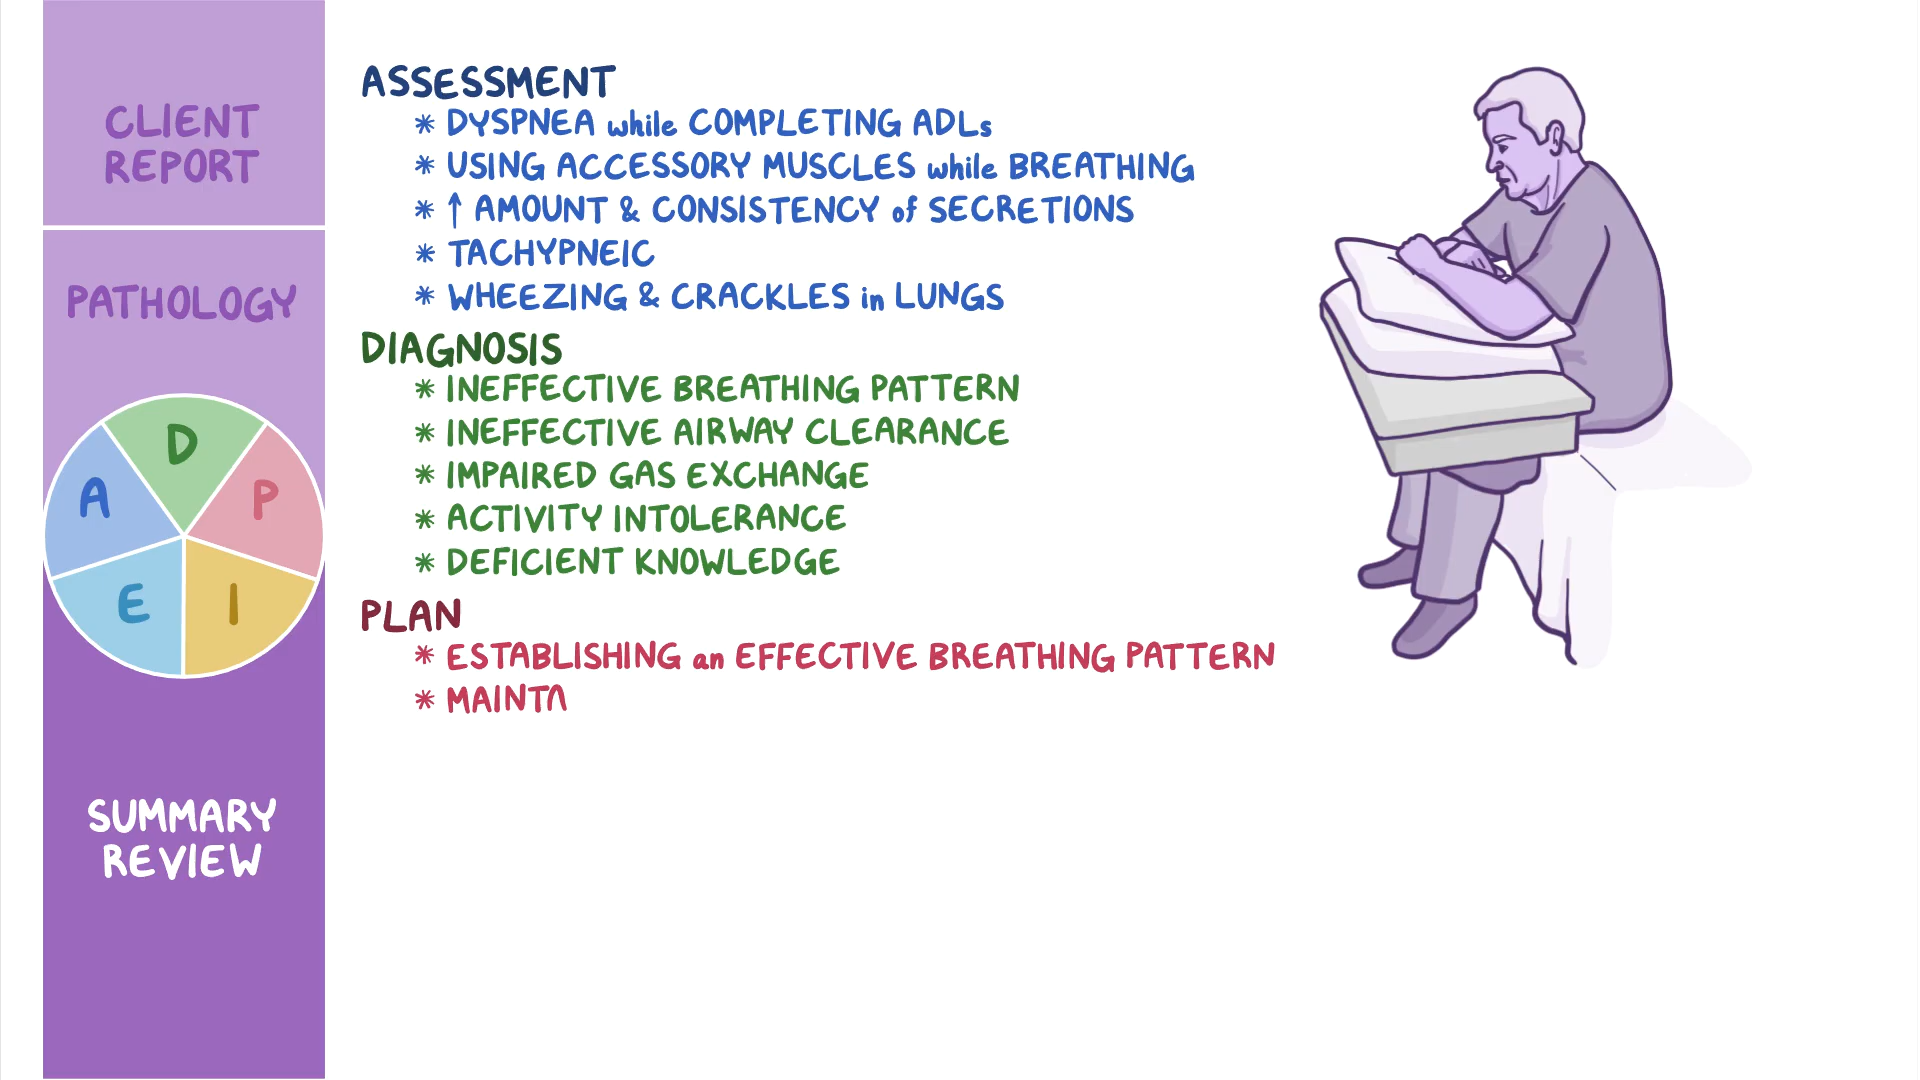 CLIENT
REPORT
PATHOLOGY
A
D
P
E
I
SUMMARY
REVIEW
ASSESSMENT
* DYSPNEA while COMPLETING ADLs
* USING ACCESSORY MUSCLES while BREATHING
* ↑ AMOUNT & CONSISTENCY of SECRETIONS
* TACHYPNEIC
* WHEEZING & CRACKLES in LUNGS
DIAGNOSIS
* INEFFECTIVE BREATHING PATTERN
* INEFFECTIVE AIRWAY CLEARANCE
* IMPAIRED GAS EXCHANGE
* ACTIVITY INTOLERANCE
* DEFICIENT KNOWLEDGE
PLAN
* ESTABLISHING an EFFECTIVE BREATHING PATTERN
* MAINTA